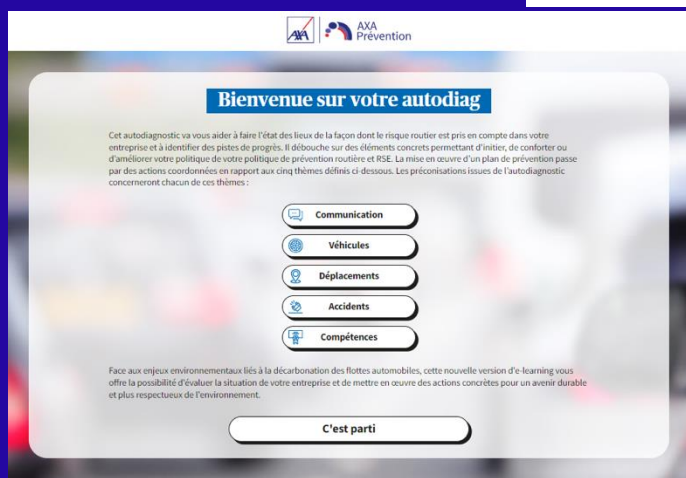 AXA
AXA
Prévention
Bienvenue sur votre autodiag
Cet autodiagnostic va vous aider à faire l'état des lieux de la façon dont le risque routier est pris en compte dans votre
entreprise et à identifier des pistes de progrès. Il débouche sur des éléments concrets permettant d'initier, de conforter ou
d'améliorer votre politique de votre politique de prévention routière et RSE. La mise en œuvre d'un plan de prévention passe
par des actions coordonnées en rapport aux cinq thèmes définis ci-dessous. Les préconisations issues de l'autodiagnostic
concerneront chacun de ces thèmes :
Communication
Véhicules
Déplacements
Accidents
Compétences
Face aux enjeux environnementaux liés à la décarbonation des flottes automobiles, cette nouvelle version d'e-learning vous
offre la possibilité d'évaluer la situation de votre entreprise et de mettre en œuvre des actions concrètes pour un avenir durable
et plus respectueux de l'environnement.
C'est parti